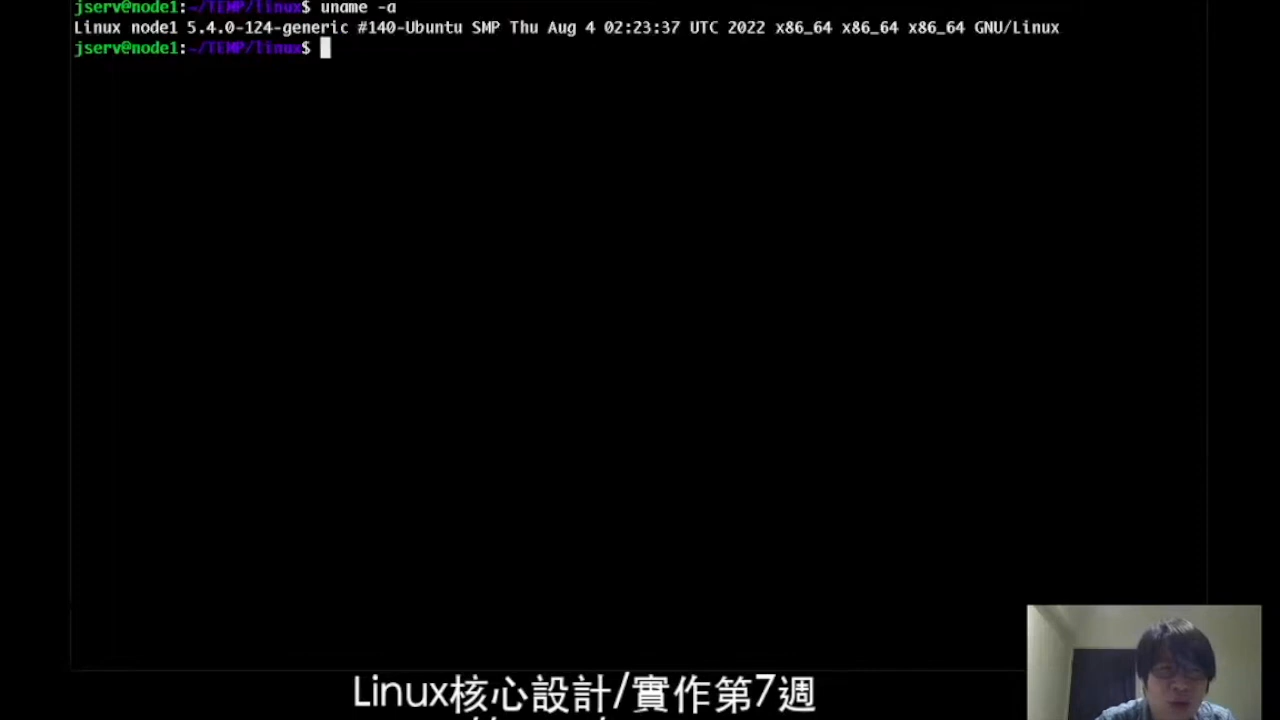 jserv@node1:~/TEMP/linux$ uname -a
Linux node1 5.4.0-124-generic #140-Ubuntu SMP Thu Aug 4 02:23:37 UTC 2022 x86_64 x86_64 x86_64 GNU/Linux
jserv@node1:~/TEMP/linux$
Linux核心設計/實作第7週